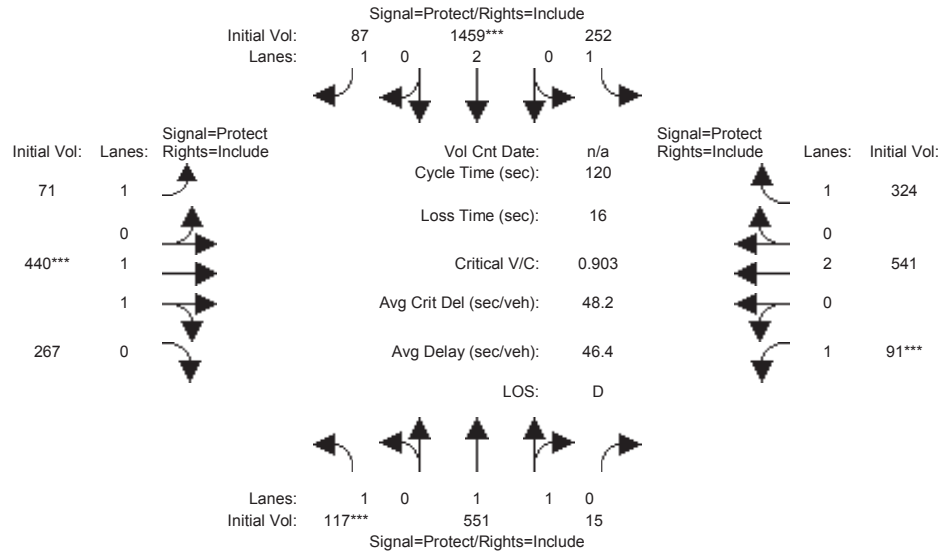 Signal=Protect/Rights=Include
Initial Vol: 87 1459*** 252
Lanes: 1 0 2 0 1
Signal=Protect
Initial Vol: Lanes: Rights=Include
Vol Cnt Date: n/a
Signal=Protect
Rights=Include Lanes: Initial Vol:
Cycle Time (sec): 120
71 1
1 324
Loss Time (sec): 16
0
0
440*** 1
Critical V/C: 0.903
2 541
1
Avg Crit Del (sec/veh): 48.2
0
267 0
Avg Delay (sec/veh): 46.4
1 91***
LOS: D
Lanes: 1 0 1 1 0
Initial Vol: 117*** 551 15
Signal=Protect/Rights=Include